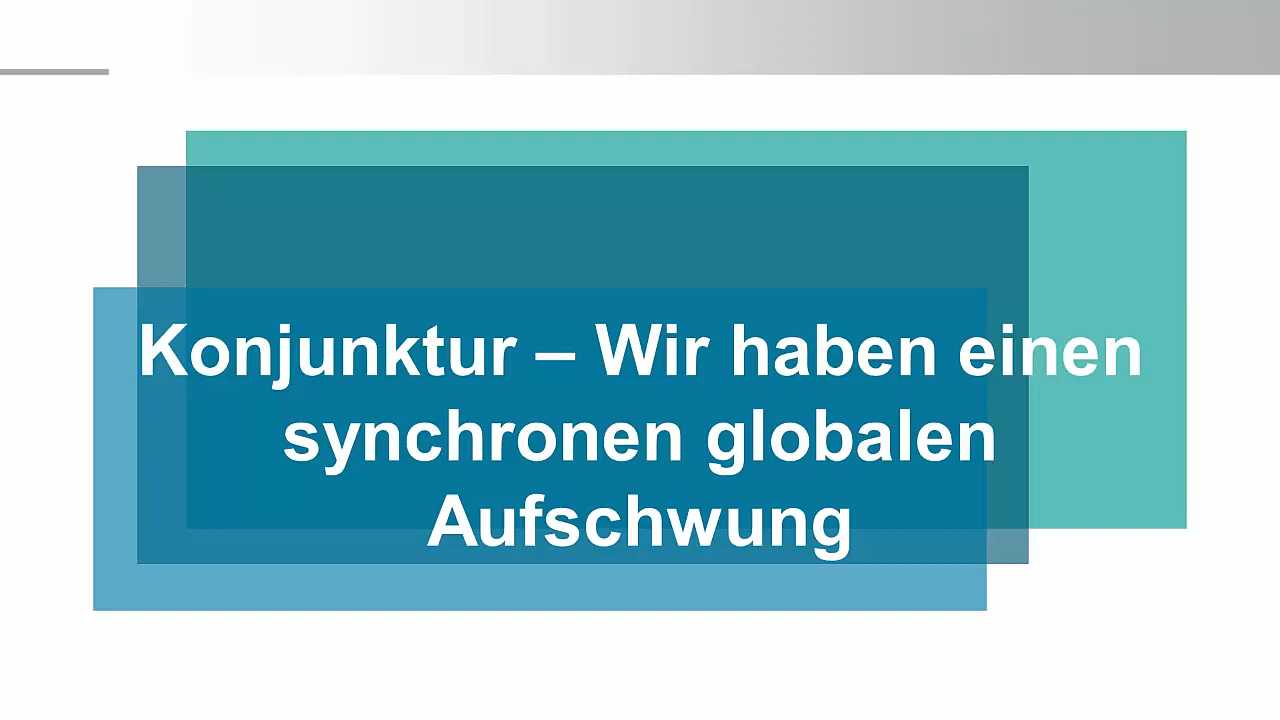 Konjunktur – Wir haben einen
synchronen globalen
Aufschwung